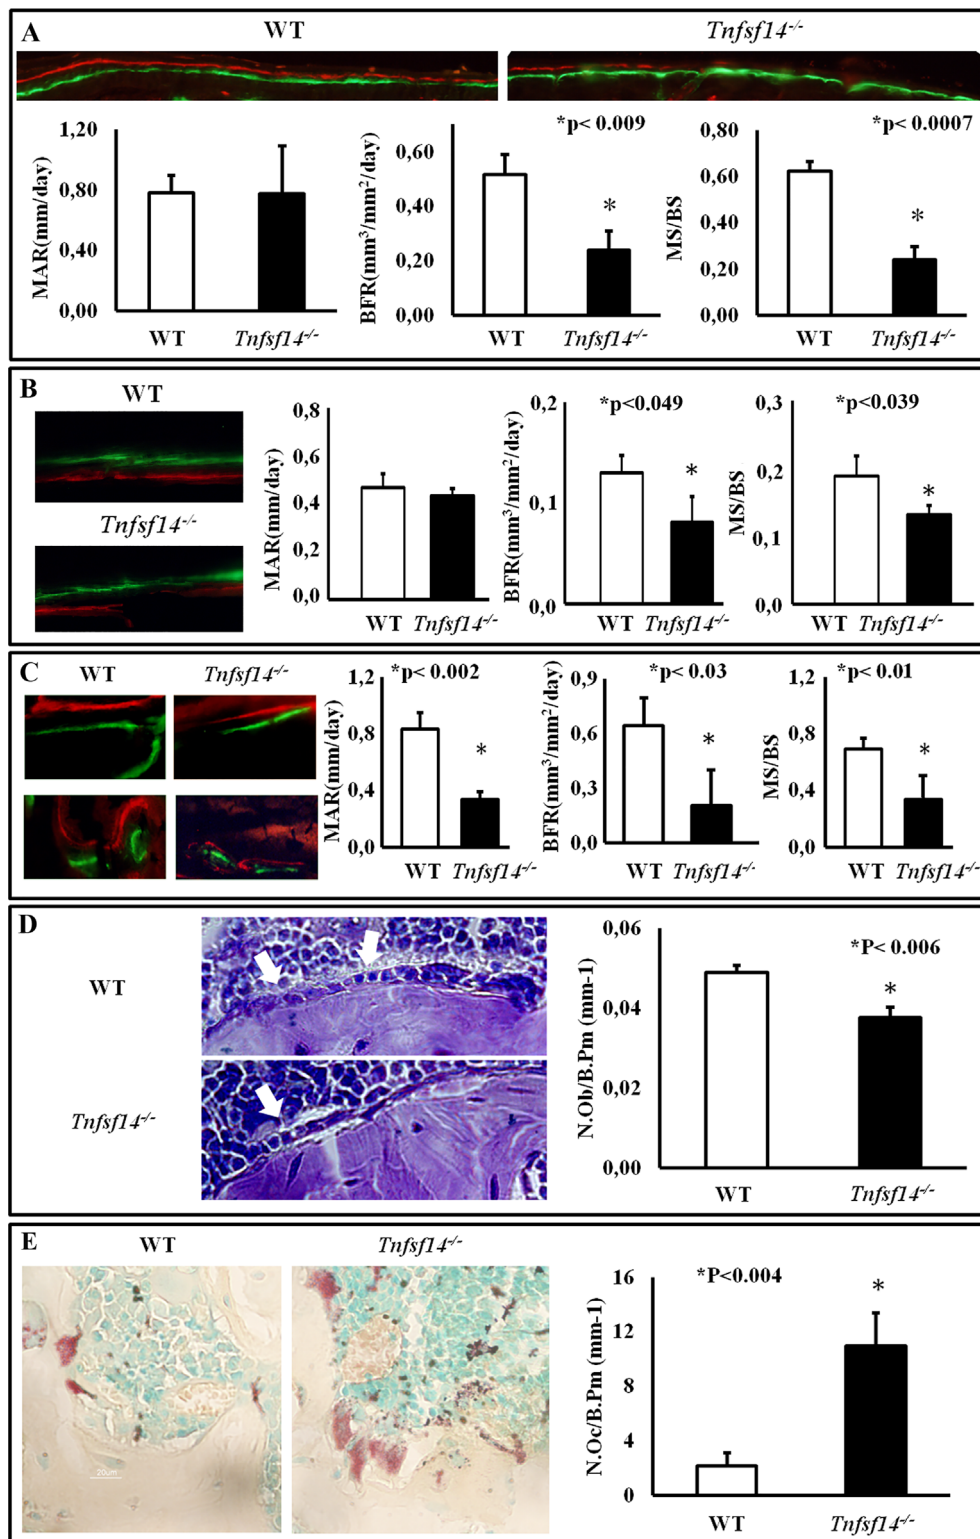 A
WT
Tnfsf14-/-
1,20
0,80
0,40
0,00
MAR(mm/day)
WT Tnfsf14-/-
*p< 0.009
0,60
0,40
0,20
0,00
BFR(mm³/mm²/day)
*
WT Tnfsf14-/-
*p< 0.0007
0,80
0,60
0,40
0,20
0,00
MS/BS
*
WT Tnfsf14-/-
B
WT
Tnfsf14-/-
0,8
0,6
0,4
0,2
0,0
MAR(mm/day)
WT Tnfsf14-/-
*p<0.049
0,2
0,1
0,0
BFR(mm³/mm²/day)
*
WT Tnfsf14-/-
*p<0.039
0,3
0,2
0,1
0,0
MS/BS
*
WT Tnfsf14-/-
C
WT
Tnfsf14-/-
*p< 0.002
1,2
0,8
0,4
0,0
MAR(mm/day)
*
WT Tnfsf14-/-
*p< 0.03
0,9
0,6
0,3
0,0
BFR(mm³/mm²/day)
*
WT Tnfsf14-/-
*p< 0.01
1,2
0,8
0,4
0,0
MS/BS
*
WT Tnfsf14-/-
D
WT
Tnfsf14-/-
0,06
0,04
0,02
0,00
N.Ob/B.Pm (mm-1)
*P< 0.006
*
WT Tnfsf14-/-
E
WT
Tnfsf14-/-
20um
16
12
8
4
0
N.Oc/B.Pm (mm-1)
*P<0.004
*
WT Tnfsf14-/-